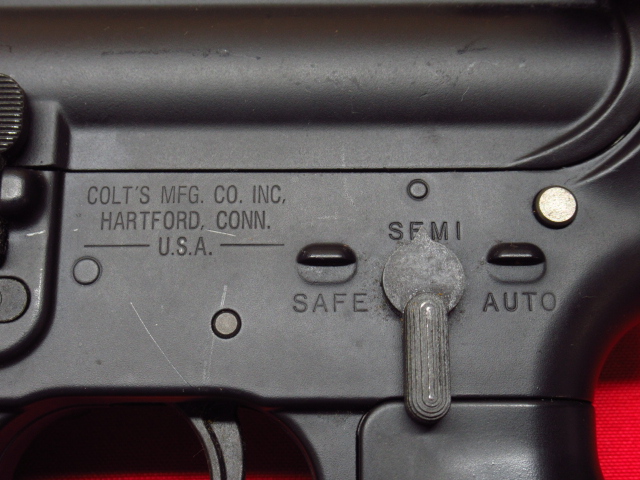 COLT'S MFG. CO. INC,
HARTFORD, CONN.
U.S.A.
SEMI
SAFE
AUTO